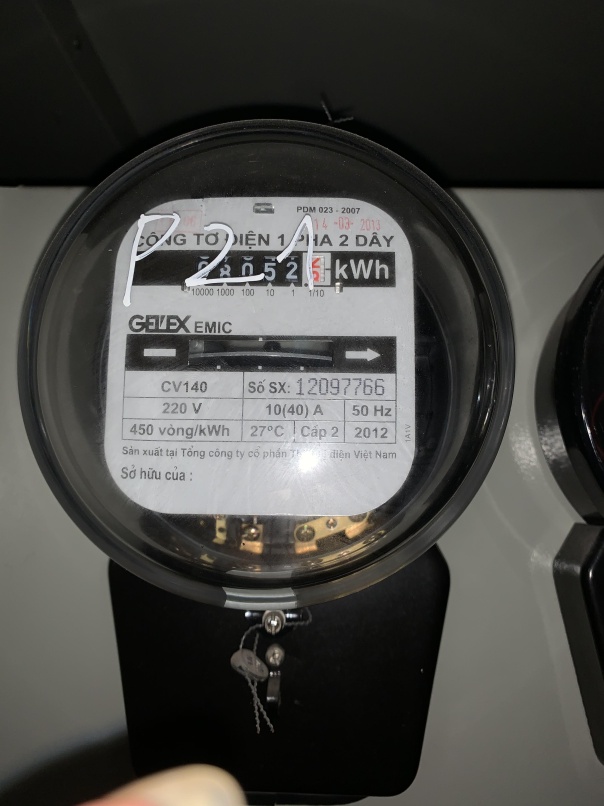 PDM 023 - 2007
14 -03- 2013
CÔNG TƠ ĐIỆN 1 PHA 2 DÂY
P21
kWh
10000 1000 100 10 1 1/10
GELEX EMIC
CV140 Số SX: 12097766
220 V 10(40) A 50 Hz
450 vòng/kWh 27°C Cấp 2 2012
Sản xuất tại Tổng công ty cổ phần Thiết bị điện Việt Nam
Sở hữu của :